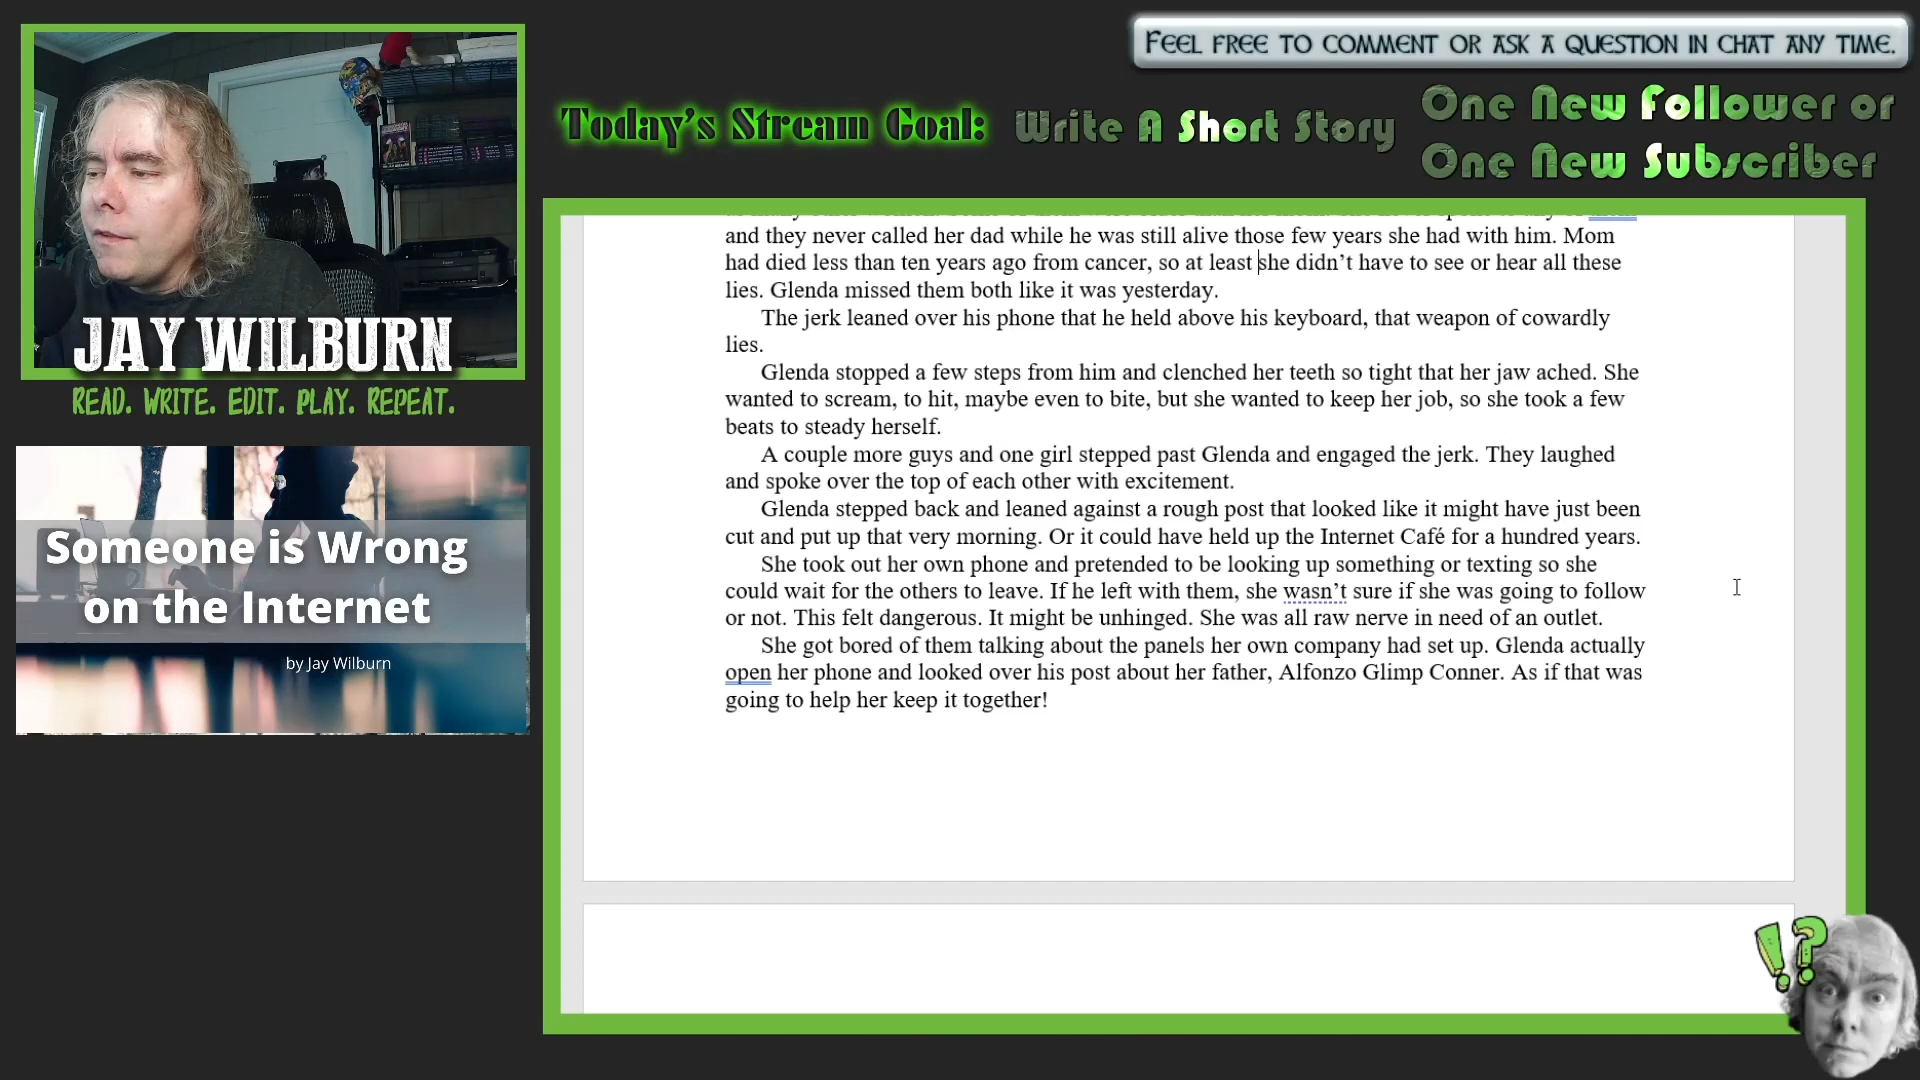 FEEL FREE TO COMMENT OR ASK A QUESTION IN CHAT ANY TIME.
Today's Stream Goal:
Write A Short Story
One New Follower or
One New Subscriber
JAY WILBURN
READ. WRITE. EDIT. PLAY. REPEAT.
Someone is Wrong
on the Internet
by Jay Wilburn
and they never called her dad while he was still alive those few years she had with him. Mom
had died less than ten years ago from cancer, so at least she didn’t have to see or hear all these
lies. Glenda missed them both like it was yesterday.
The jerk leaned over his phone that he held above his keyboard, that weapon of cowardly
lies.
Glenda stopped a few steps from him and clenched her teeth so tight that her jaw ached. She
wanted to scream, to hit, maybe even to bite, but she wanted to keep her job, so she took a few
beats to steady herself.
A couple more guys and one girl stepped past Glenda and engaged the jerk. They laughed
and spoke over the top of each other with excitement.
Glenda stepped back and leaned against a rough post that looked like it might have just been
cut and put up that very morning. Or it could have held up the Internet Café for a hundred years.
She took out her own phone and pretended to be looking up something or texting so she
could wait for the others to leave. If he left with them, she wasn’t sure if she was going to follow
or not. This felt dangerous. It might be unhinged. She was all raw nerve in need of an outlet.
She got bored of them talking about the panels her own company had set up. Glenda actually
open her phone and looked over his post about her father, Alfonzo Glimp Conner. As if that was
going to help her keep it together!
!?